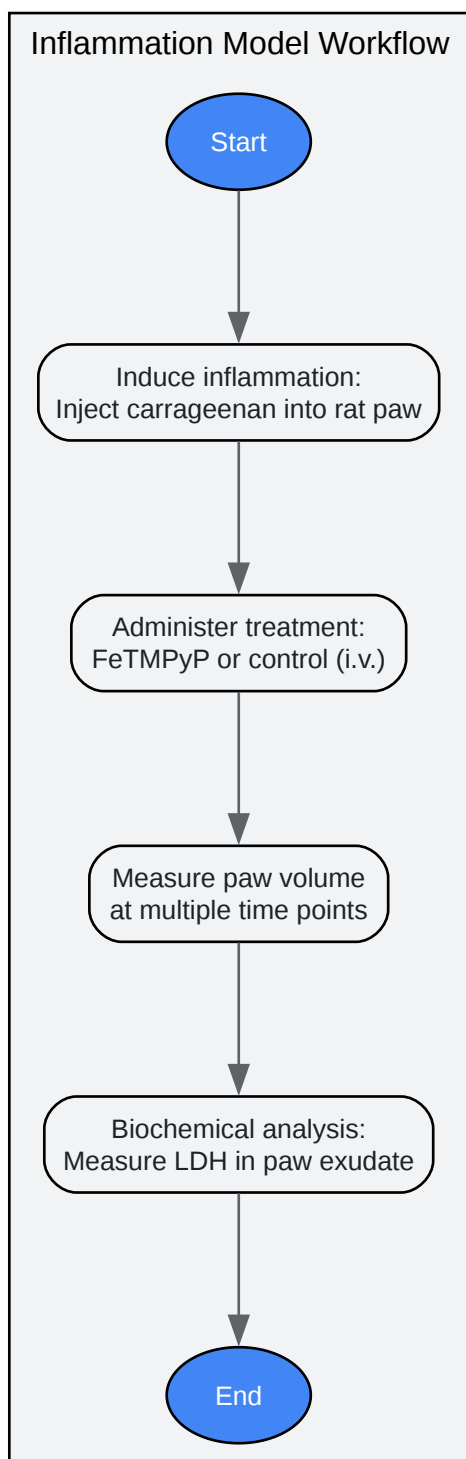 Inflammation Model Workflow
Start
Induce inflammation:
Inject carrageenan into rat paw
Administer treatment:
FeTMPyP or control (i.v.)
Measure paw volume
at multiple time points
Biochemical analysis:
Measure LDH in paw exudate
End